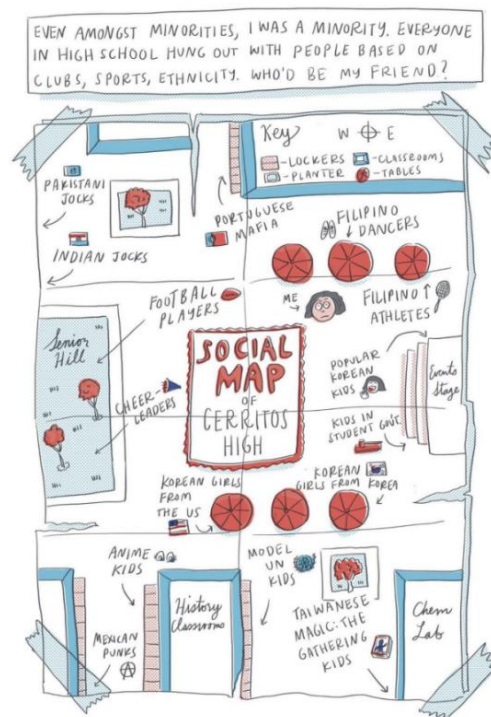 EVEN AMONGST MINORITIES, I WAS A MINORITY. EVERYONE
IN HIGH SCHOOL HUNG OUT WITH PEOPLE BASED ON
CLUBS, SPORTS, ETHNICITY. WHO'D BE MY FRIEND?
Key
W E
-LOCKERS
-CLASSROOMS
-PLANTER
-TABLES
PAKISTANI
JOCKS
PORTUGUESE
MAFIA
INDIAN JOCKS
FILIPINO
DANCERS
FOOTBALL
PLAYERS
ME
FILIPINO
ATHLETES
Senior
Hill
SOCIAL
MAP
OF
CERRITOS
HIGH
POPULAR
KOREAN
KIDS
Events
Stage
CHEER-
LEADERS
KIDS IN
STUDENT GOV'T.
KOREAN GIRLS
FROM
THE US
KOREAN
GIRLS FROM KOREA
ANIME
KIDS
MODEL
UN
KIDS
History
Classrooms
TAIWANESE
MAGIC: THE
GATHERING
KIDS
Chem
Lab
MEXICAN
PUNKS